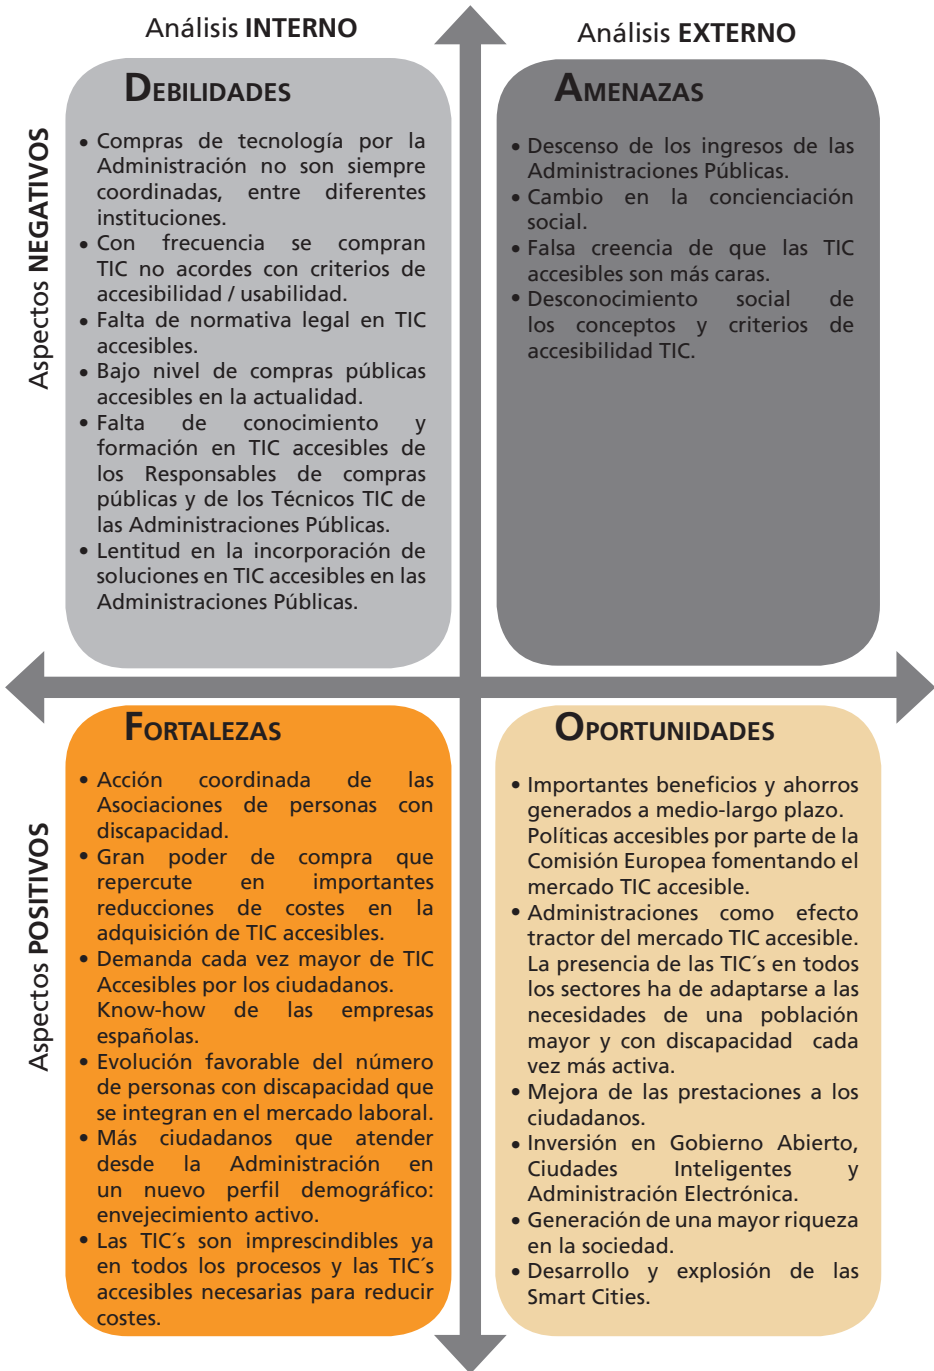 Análisis INTERNO
Análisis EXTERNO
Aspectos NEGATIVOS
DEBILIDADES
• Compras de tecnología por la
Administración no son siempre
coordinadas, entre diferentes
instituciones.
• Con frecuencia se compran
TIC no acordes con criterios de
accesibilidad / usabilidad.
• Falta de normativa legal en TIC
accesibles.
• Bajo nivel de compras públicas
accesibles en la actualidad.
• Falta de conocimiento y
formación en TIC accesibles de
los Responsables de compras
públicas y de los Técnicos TIC de
las Administraciones Públicas.
• Lentitud en la incorporación de
soluciones en TIC accesibles en las
Administraciones Públicas.
AMENAZAS
• Descenso de los ingresos de las
Administraciones Públicas.
• Cambio en la concienciación
social.
• Falsa creencia de que las TIC
accesibles son más caras.
• Desconocimiento social de
los conceptos y criterios de
accesibilidad TIC.
Aspectos POSITIVOS
FORTALEZAS
• Acción coordinada de las
Asociaciones de personas con
discapacidad.
• Gran poder de compra que
repercute en importantes
reducciones de costes en la
adquisición de TIC accesibles.
• Demanda cada vez mayor de TIC
Accesibles por los ciudadanos.
Know-how de las empresas
españolas.
• Evolución favorable del número
de personas con discapacidad que
se integran en el mercado laboral.
• Más ciudadanos que atender
desde la Administración en
un nuevo perfil demográfico:
envejecimiento activo.
• Las TIC´s son imprescindibles ya
en todos los procesos y las TIC´s
accesibles necesarias para reducir
costes.
OPORTUNIDADES
• Importantes beneficios y ahorros
generados a medio-largo plazo.
Políticas accesibles por parte de la
Comisión Europea fomentando el
mercado TIC accesible.
• Administraciones como efecto
tractor del mercado TIC accesible.
La presencia de las TIC´s en todos
los sectores ha de adaptarse a las
necesidades de una población
mayor y con discapacidad cada
vez más activa.
• Mejora de las prestaciones a los
ciudadanos.
• Inversión en Gobierno Abierto,
Ciudades Inteligentes y
Administración Electrónica.
• Generación de una mayor riqueza
en la sociedad.
• Desarrollo y explosión de las
Smart Cities.